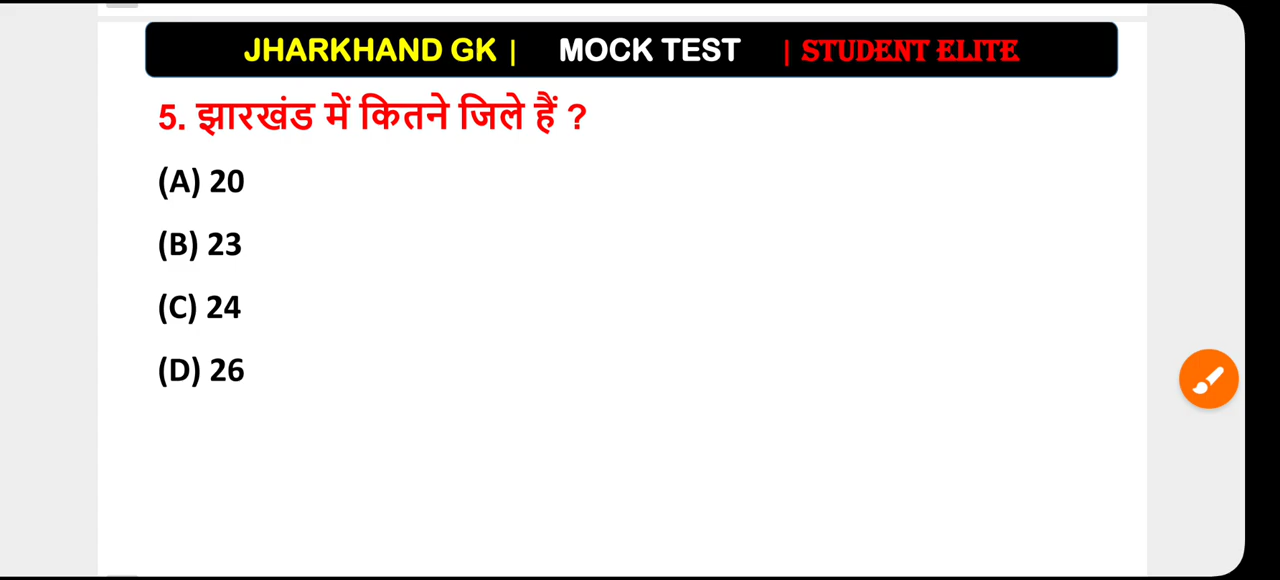 JHARKHAND GK | MOCK TEST | STUDENT ELITE
5. झारखंड में कितने जिले हैं ?
(A) 20
(B) 23
(C) 24
(D) 26